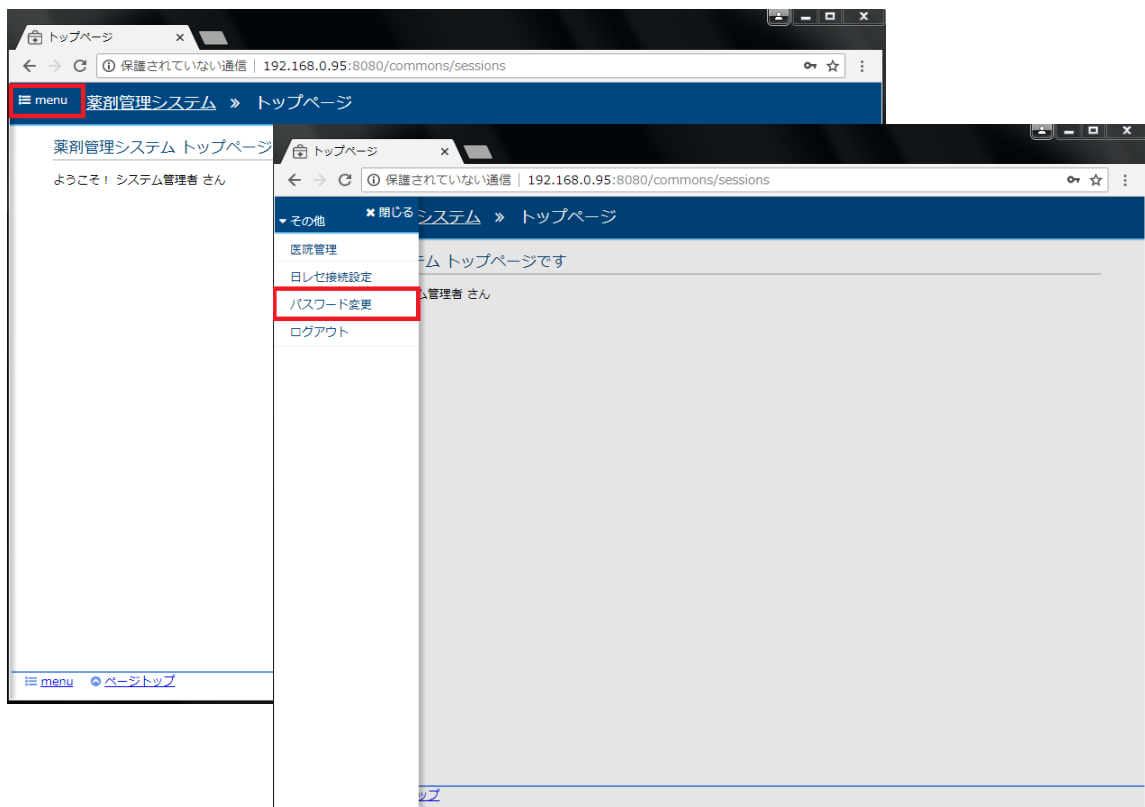 トップページ
保護されていない通信 | 192.168.0.95:8080/commons/sessions
menu 薬剤管理システム » トップページ
薬剤管理システム トップページ
ようこそ！ システム管理者 さん
menu ページトップ
トップページ
保護されていない通信 | 192.168.0.95:8080/commons/sessions
その他 閉じる システム » トップページ
医院管理
ム トップページです
日レセ接続設定
ム管理者 さん
パスワード変更
ログアウト
ップ